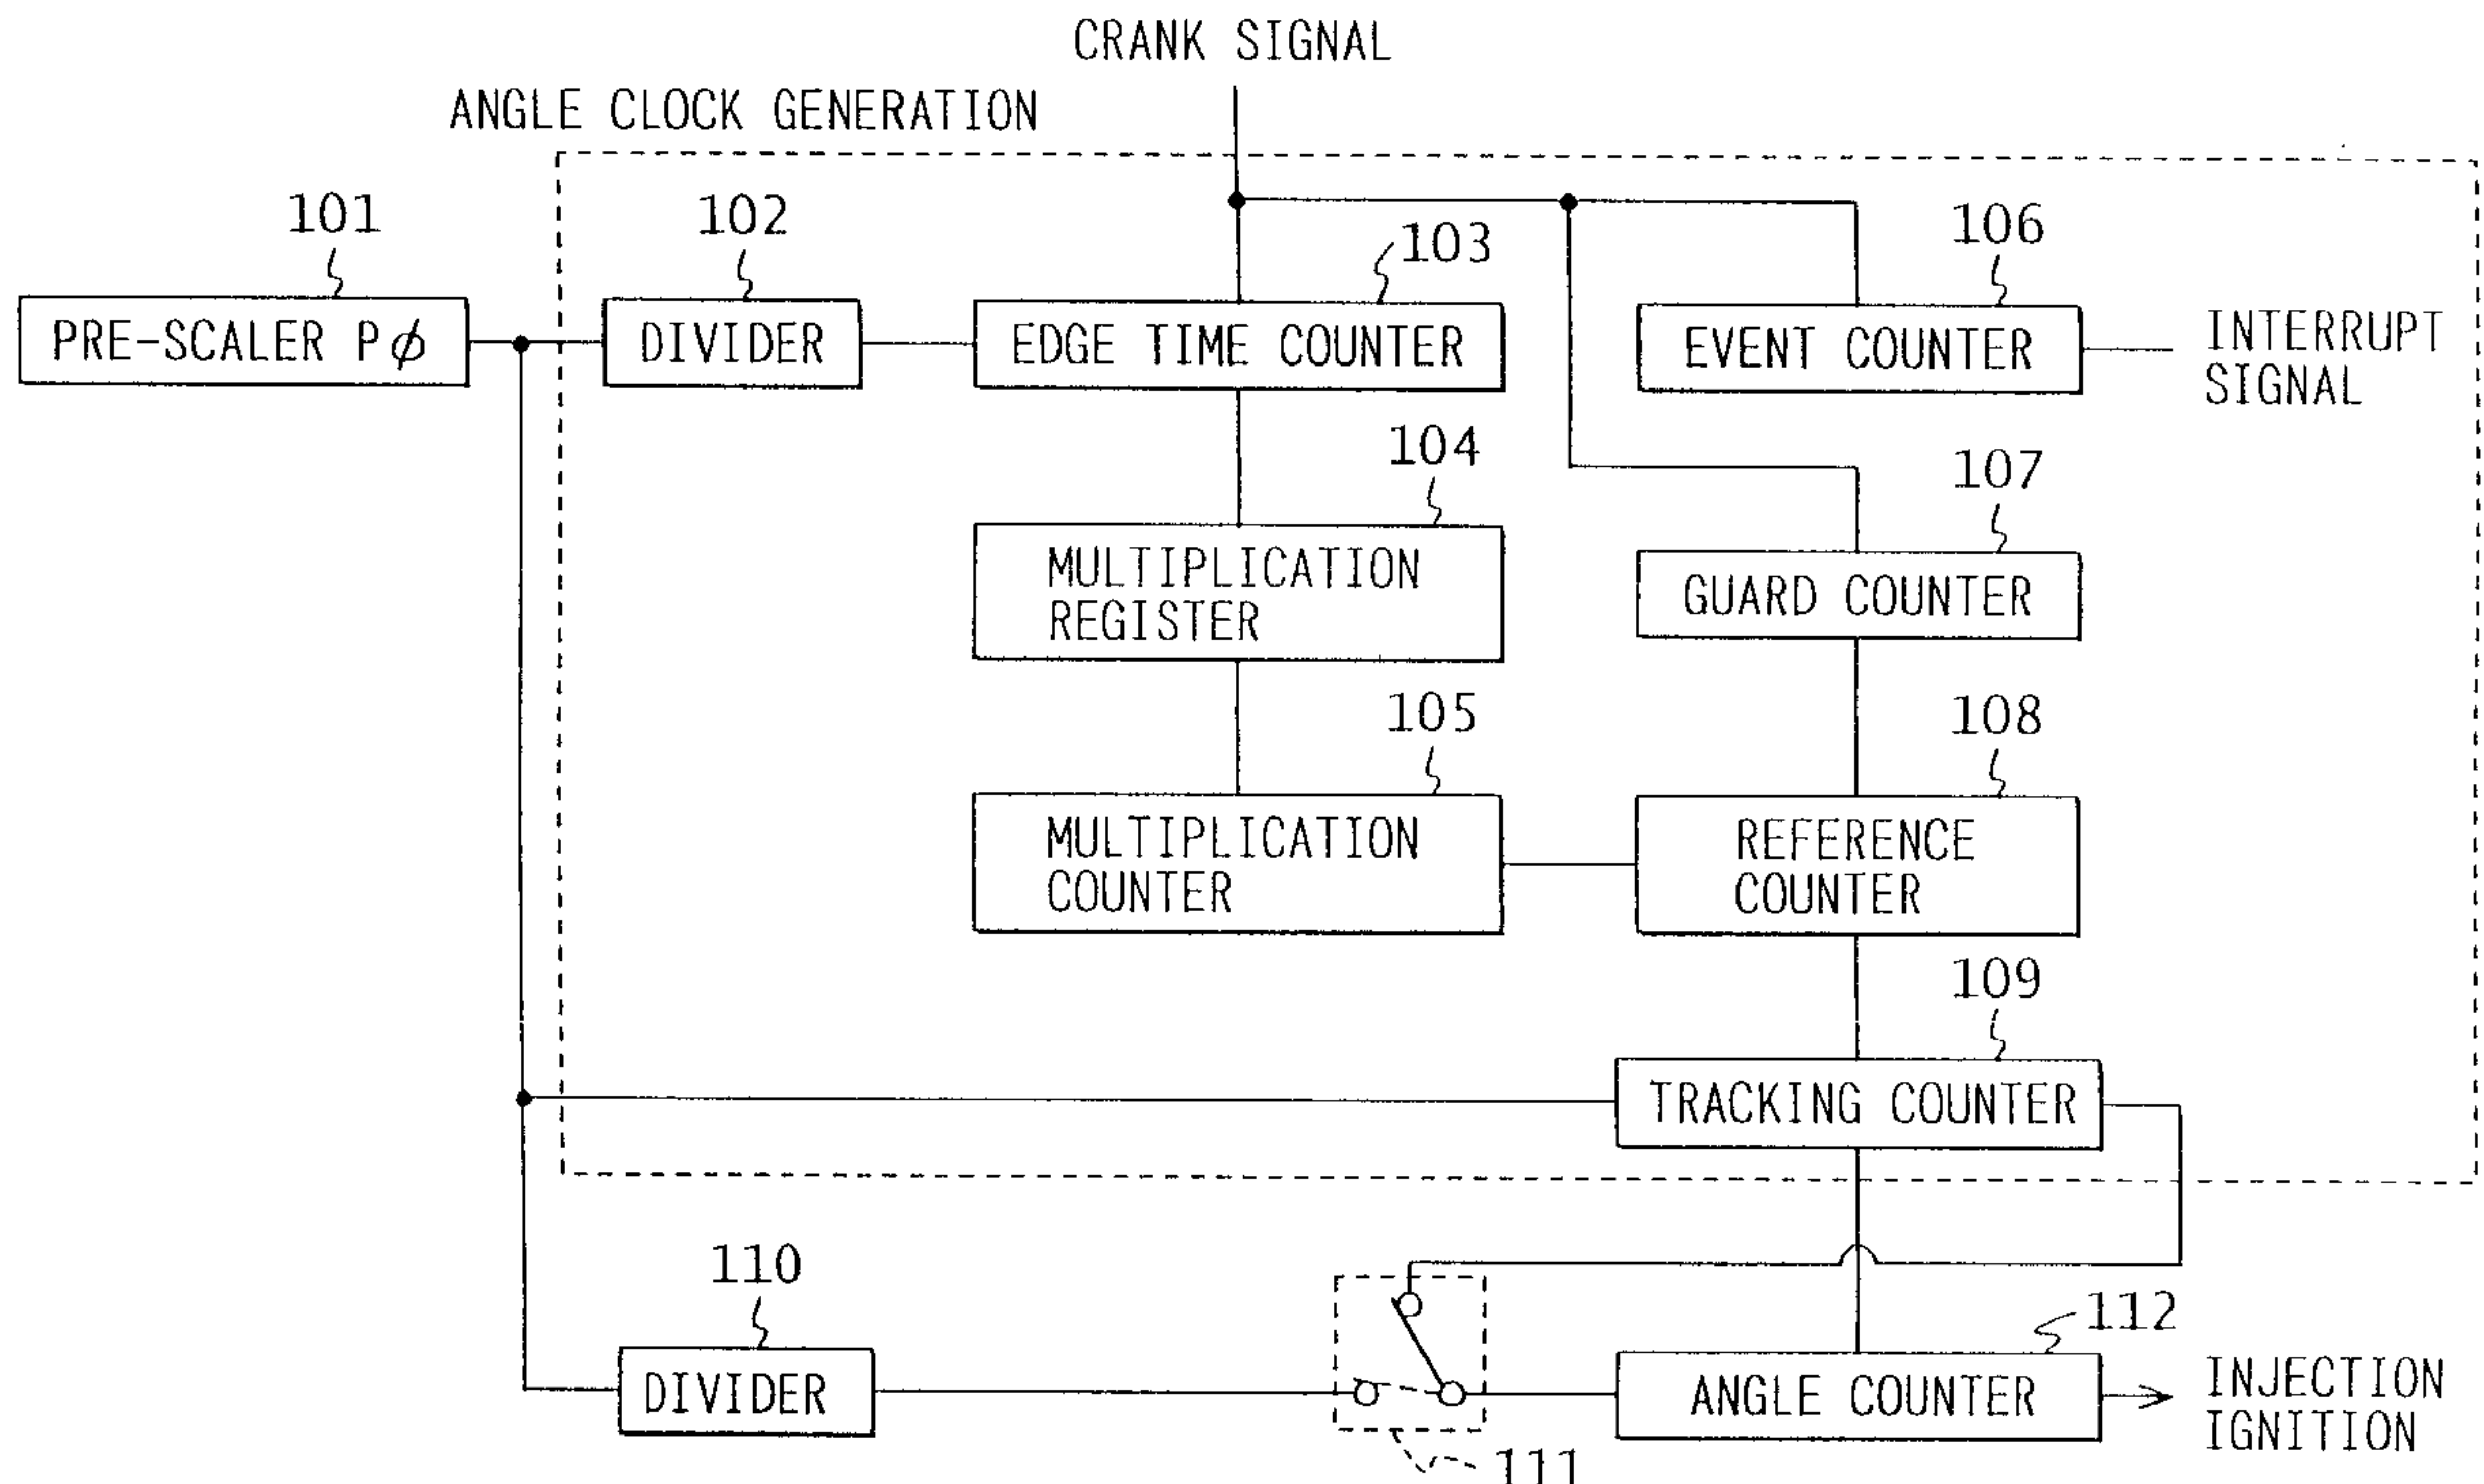 CRANK SIGNAL
ANGLE CLOCK GENERATION
101
102
103
106
PRE-SCALER Pϕ
DIVIDER
EDGE TIME COUNTER
EVENT COUNTER
INTERRUPT
SIGNAL
104
107
MULTIPLICATION
REGISTER
GUARD COUNTER
105
108
MULTIPLICATION
COUNTER
REFERENCE
COUNTER
109
TRACKING COUNTER
110
112
DIVIDER
ANGLE COUNTER
INJECTION
IGNITION
111